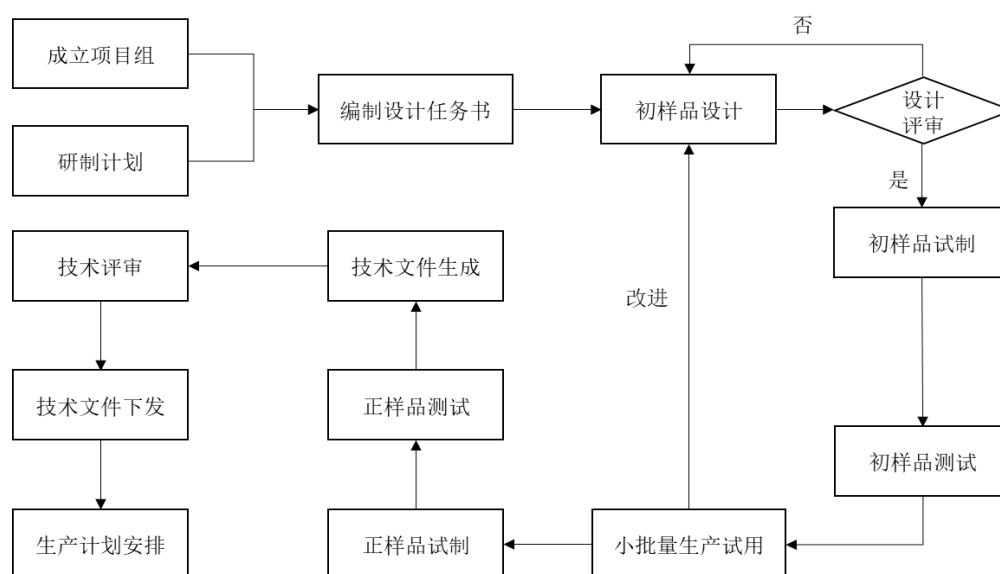 否
成立项目组
编制设计任务书
初样品设计
设计
评审
研制计划
是
初样品试制
技术评审
技术文件生成
改进
技术文件下发
正样品测试
初样品测试
生产计划安排
正样品试制
小批量生产试用